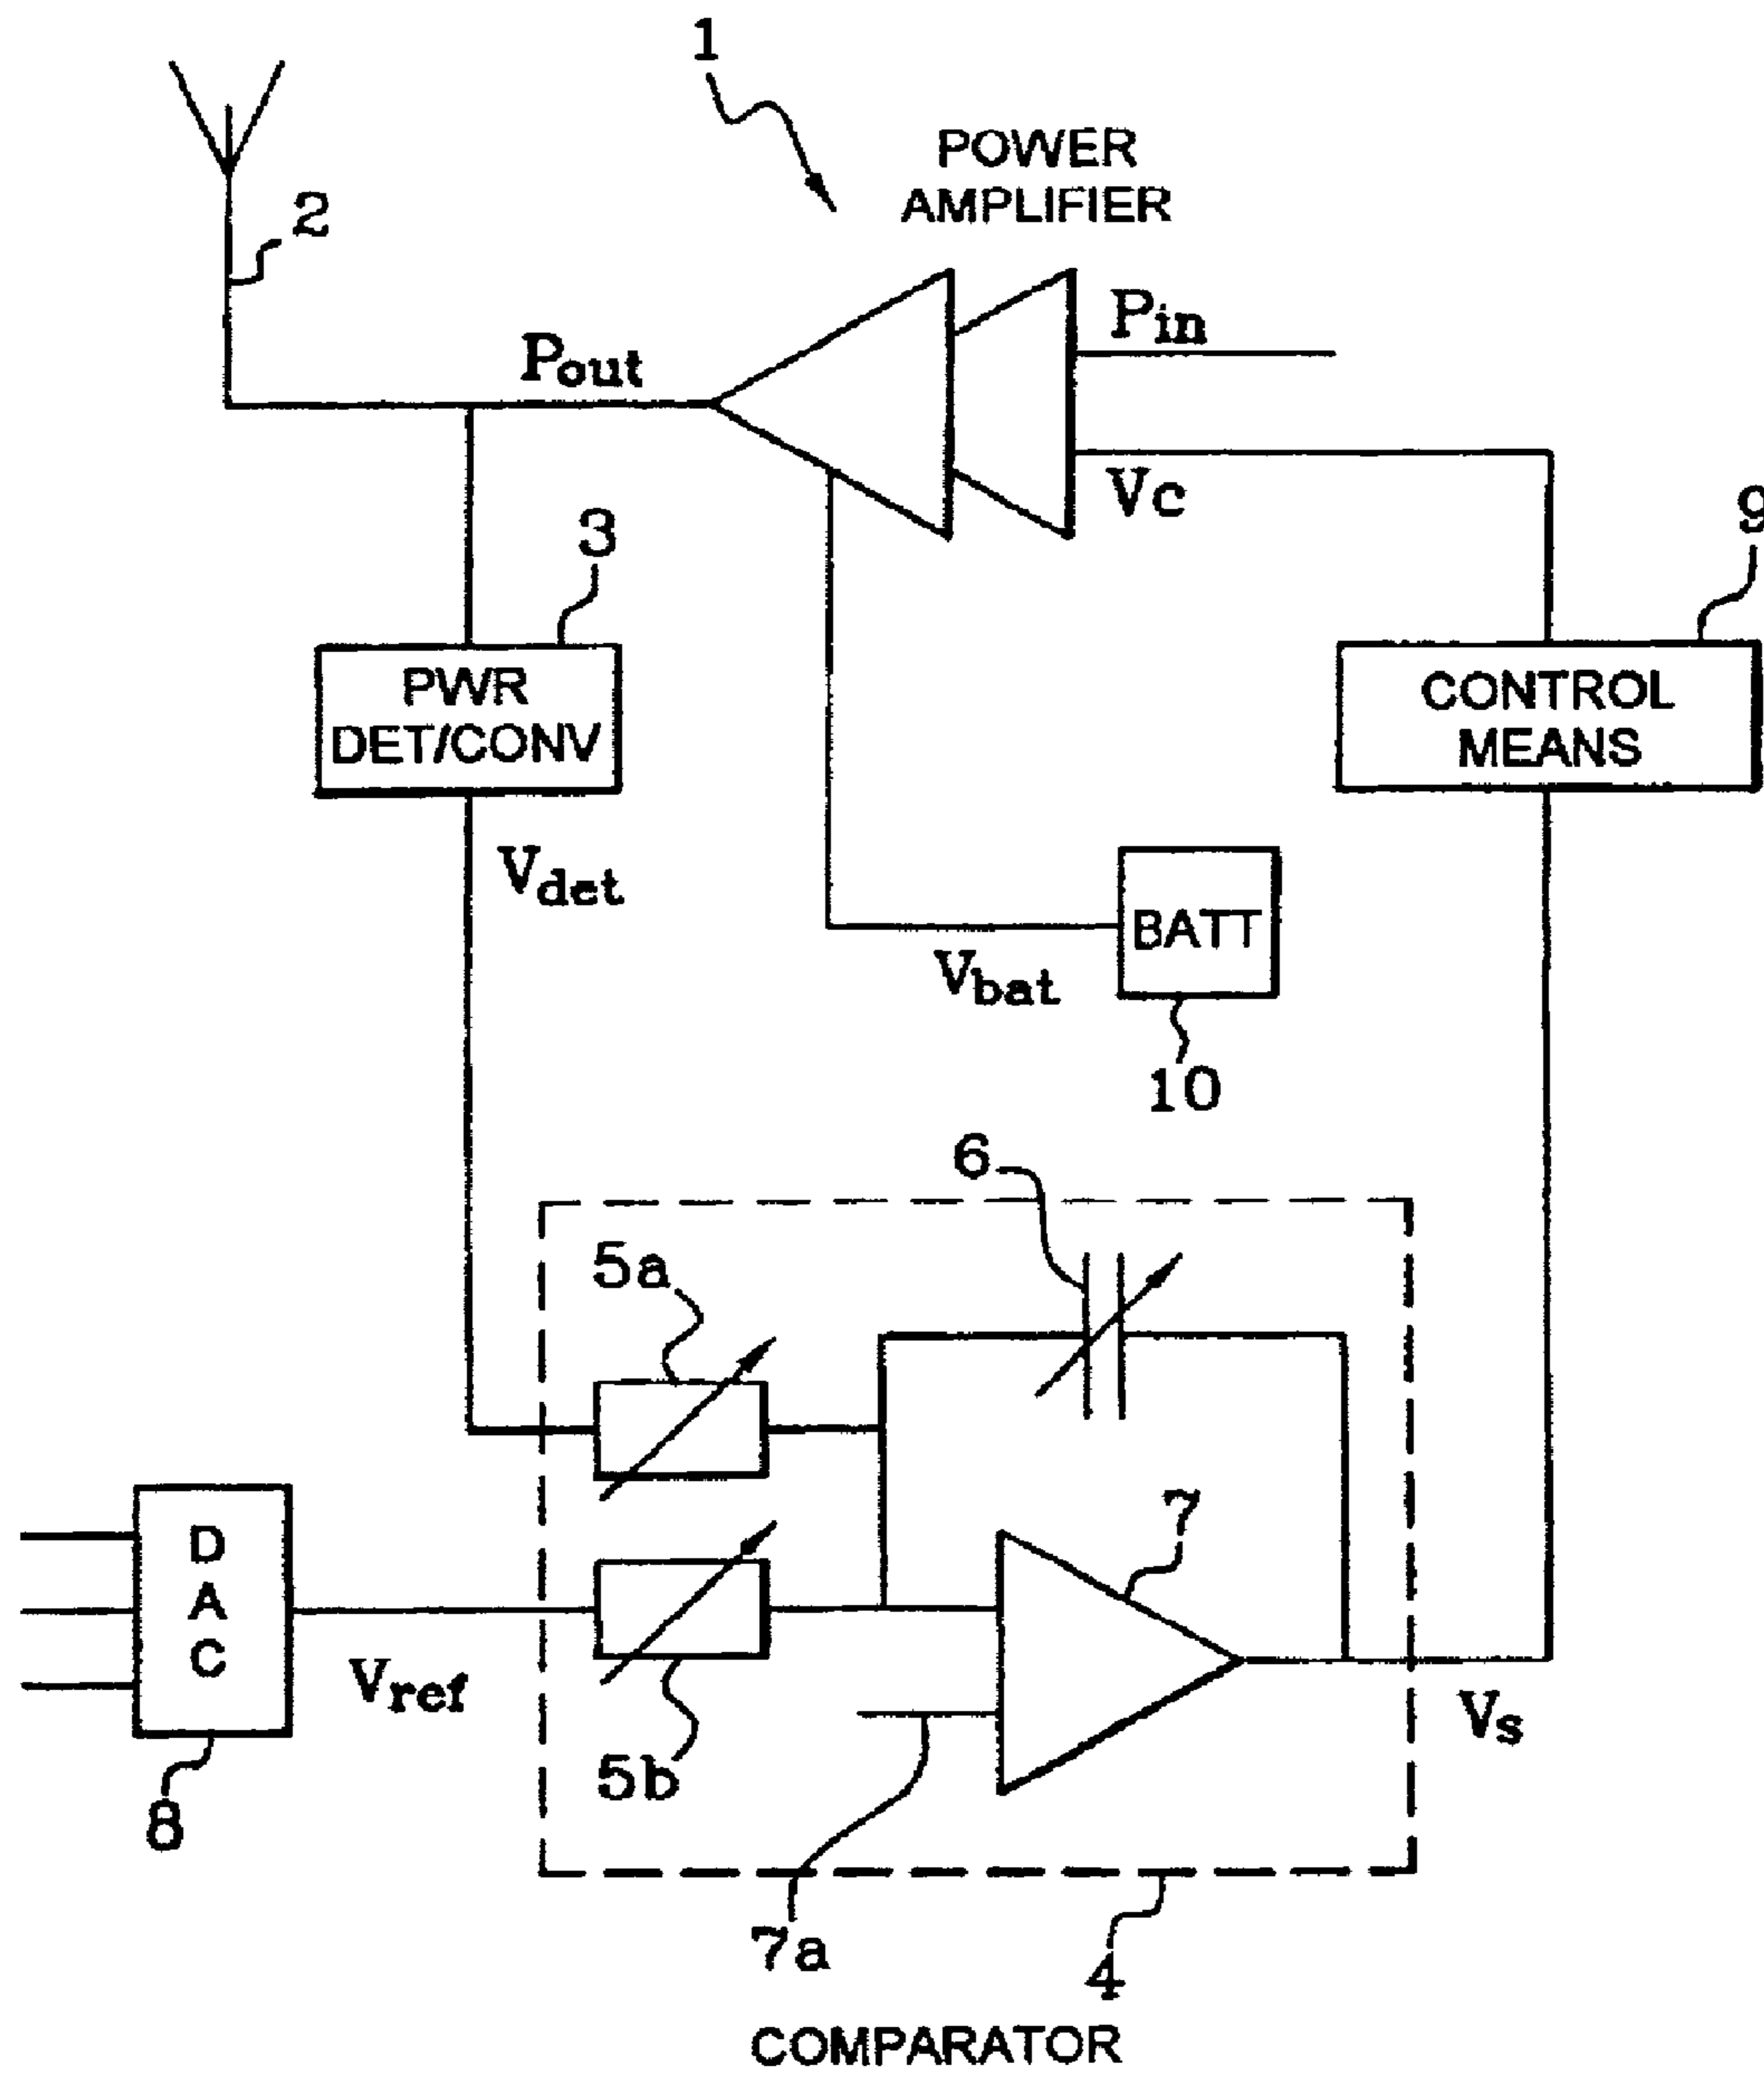 1
POWER
AMPLIFIER
2
Pin
Pout
Vc
3
9
PWR
DET/CONV
CONTROL
MEANS
Vdet
BATT
Vbat
10
6
5a
7
D
A
C
Vref
Vs
5b
8
7a
4
COMPARATOR